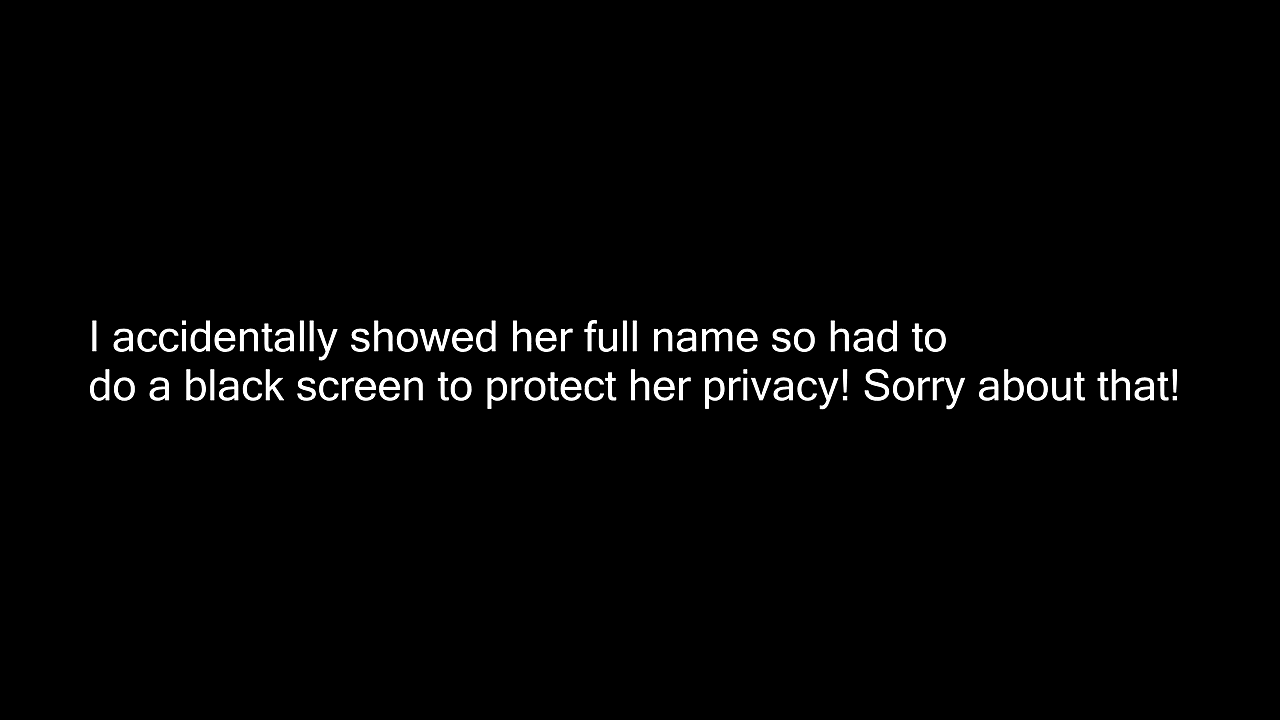 I accidentally showed her full name so had to
do a black screen to protect her privacy! Sorry about that!